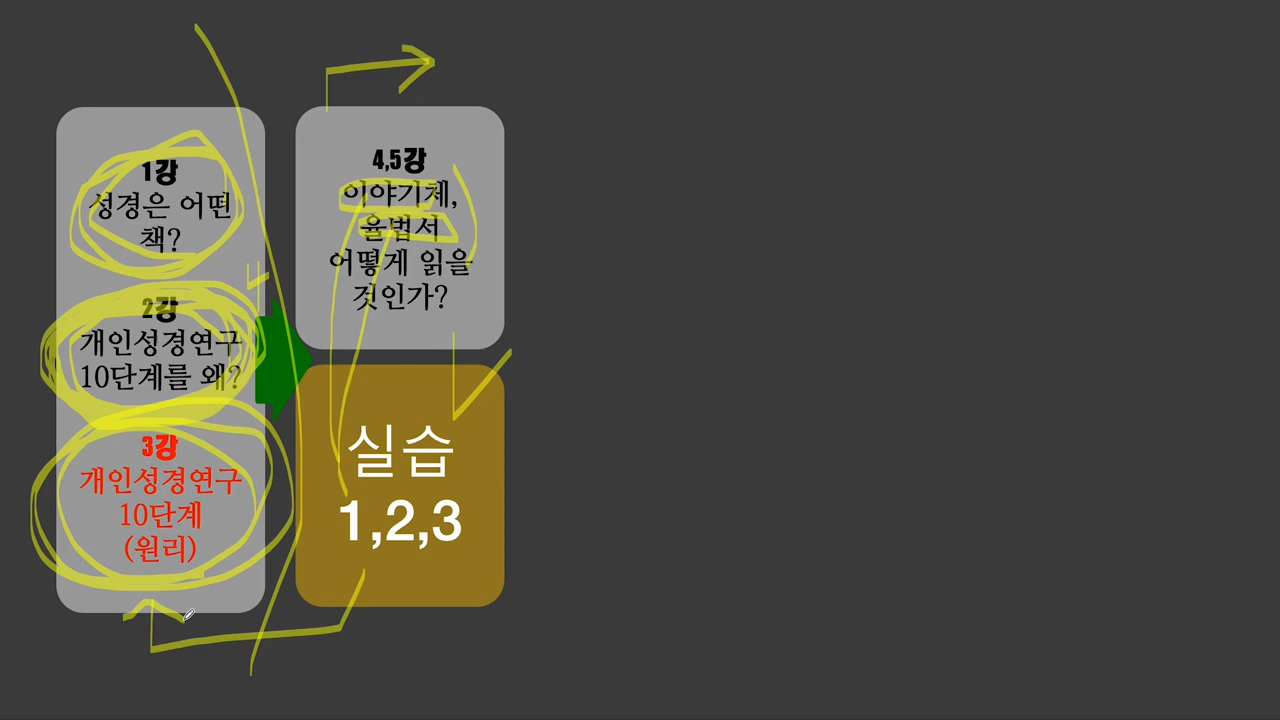 1강
성경은 어떤
책?
2강
개인성경연구
10단계를 왜?
3강
개인성경연구
10단계
(원리)
4,5강
이야기체,
율법서
어떻게 읽을
것인가?
실습
1,2,3